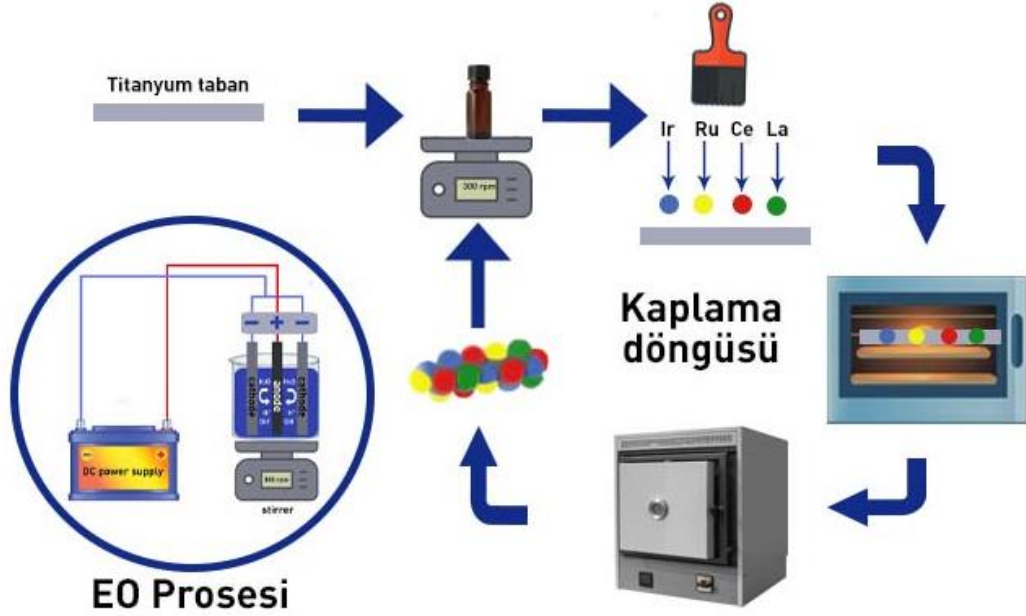 Titanyum taban
300 rpm
Ir Ru Ce La
Kaplama
döngüsü
- + -
cathode
anode
cathode
- +
DC power supply
stirrer
EO Prosesi